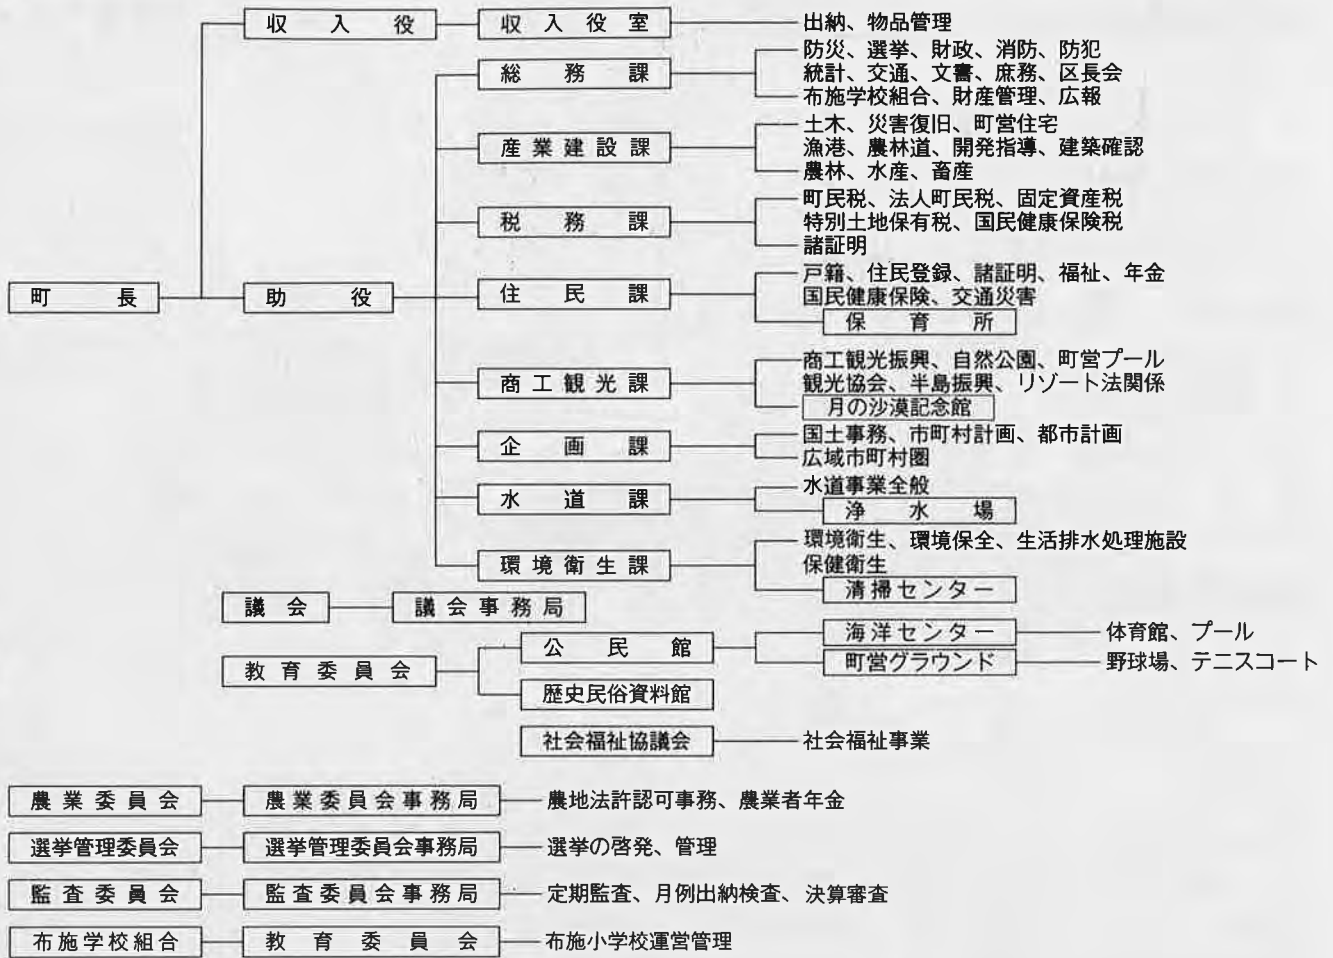 収入役 収入役室 出納、物品管理
総務課 防災、選挙、財政、消防、防犯
統計、交通、文書、庶務、区長会
布施学校組合、財産管理、広報
産業建設課 土木、災害復旧、町営住宅
漁港、農林道、開発指導、建築確認
農林、水産、畜産
税務課 町民税、法人町民税、固定資産税
特別土地保有税、国民健康保険税
諸証明
町長 助役 住民課 戸籍、住民登録、諸証明、福祉、年金
国民健康保険、交通災害
保育所
商工観光課 商工観光振興、自然公園、町営プール
観光協会、半島振興、リゾート法関係
月の沙漠記念館
企画課 国土事務、市町村計画、都市計画
広域市町村圏
水道課 水道事業全般
浄水場
環境衛生課 環境衛生、環境保全、生活排水処理施設
保健衛生
清掃センター
議会 議会事務局
教育委員会 公民館 海洋センター 体育館、プール
町営グラウンド 野球場、テニスコート
歴史民俗資料館
社会福祉協議会 社会福祉事業
農業委員会 農業委員会事務局 農地法許認可事務、農業者年金
選挙管理委員会 選挙管理委員会事務局 選挙の啓発、管理
監査委員会 監査委員会事務局 定期監査、月例出納検査、決算審査
布施学校組合 教育委員会 布施小学校運営管理